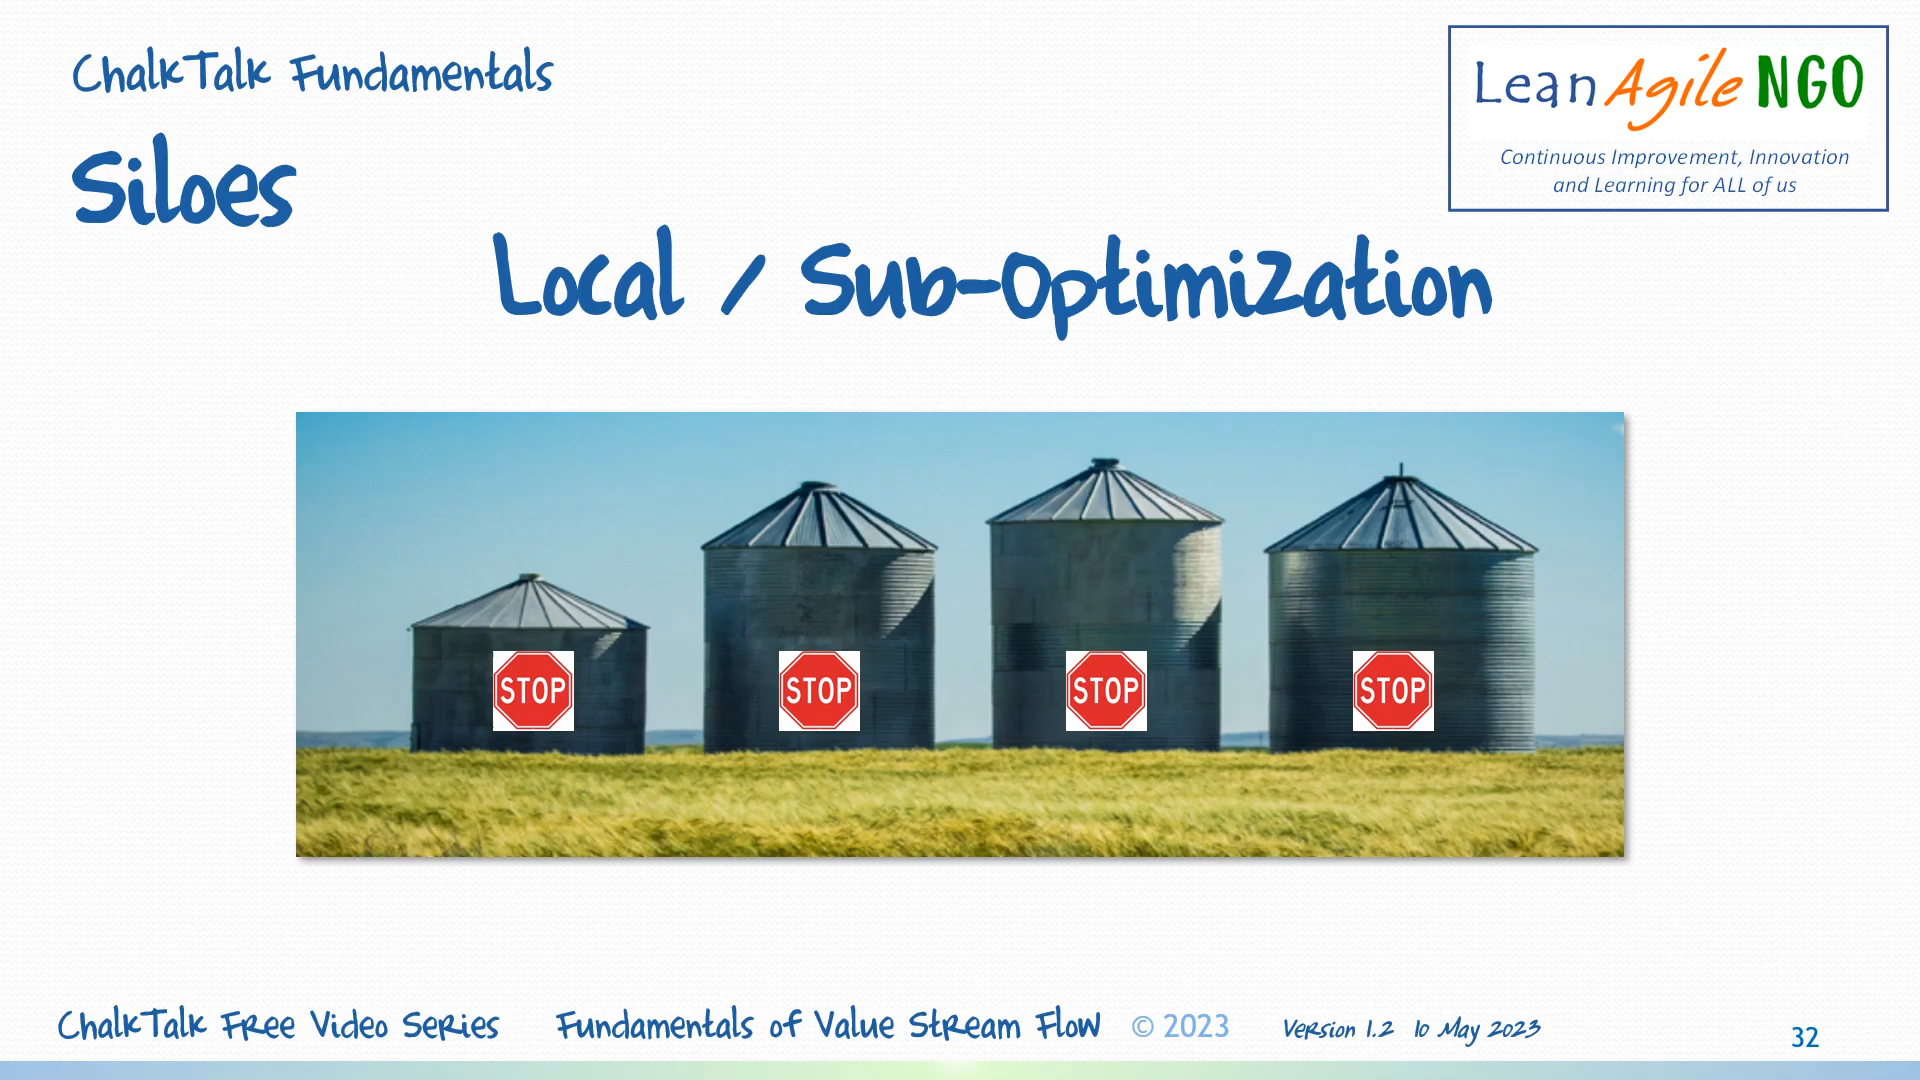 ChalkTalk Fundamentals
Lean Agile NGO
Continuous Improvement, Innovation
and Learning for ALL of us
Siloes
Local / Sub-Optimization
STOP STOP STOP STOP
ChalkTalk Free Video Series Fundamentals of Value Stream Flow © 2023 Version 1.2 10 May 2023 32